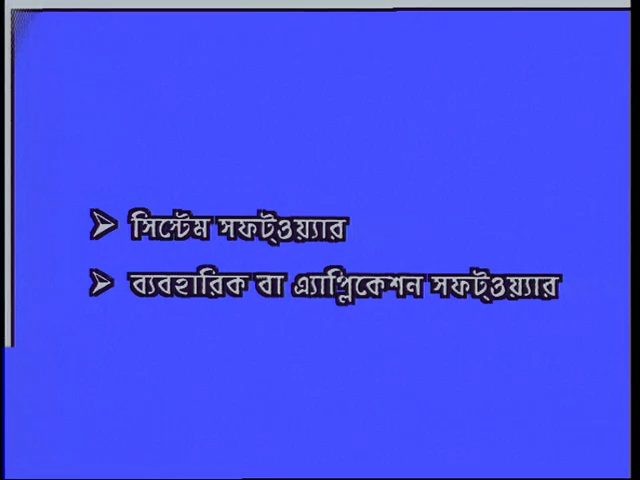 ➢ সিস্টেম সফট্ওয়্যার
➢ ব্যবহারিক বা এ্যাপ্লিকেশন সফট্ওয়্যার